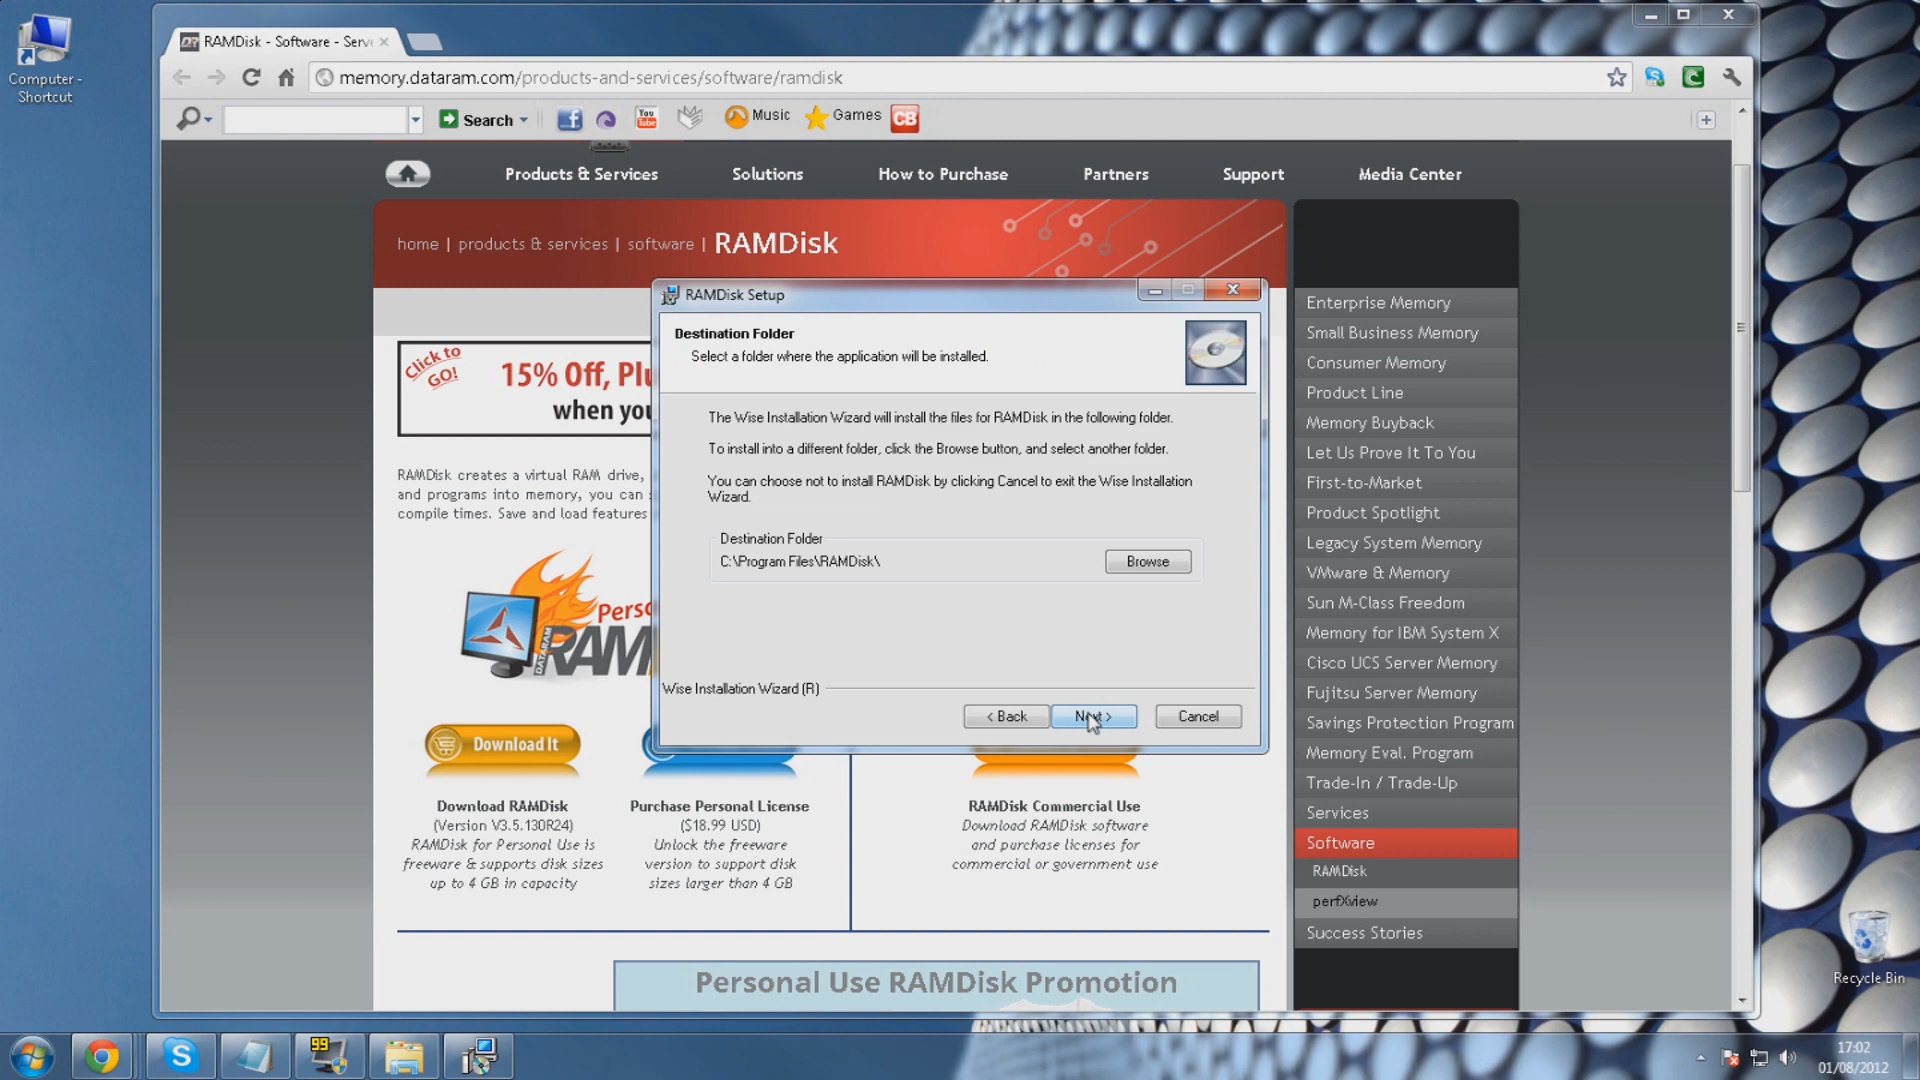 Computer -
Shortcut
RAMDisk - Software - Serv
memory.dataram.com/products-and-services/software/ramdisk
Search
You
Tube
Music
Games
CB
Products & Services
Solutions
How to Purchase
Partners
Support
Media Center
home | products & services | software | RAMDisk
Click to
GO!
15% Off, Plu
when you
RAMDisk creates a virtual RAM drive,
and programs into memory, you can
compile times. Save and load features
Perso
DATARAM
RAM
RAMDisk Setup
Destination Folder
Select a folder where the application will be installed.
The Wise Installation Wizard will install the files for RAMDisk in the following folder.
To install into a different folder, click the Browse button, and select another folder.
You can choose not to install RAMDisk by clicking Cancel to exit the Wise Installation
Wizard.
Destination Folder
C:\Program Files\RAMDisk\
Browse
Wise Installation Wizard (R)
< Back
Next >
Cancel
Download It
Download RAMDisk
(Version V3.5.130R24)
RAMDisk for Personal Use is
freeware & supports disk sizes
up to 4 GB in capacity
Purchase Personal License
($18.99 USD)
Unlock the freeware
version to support disk
sizes larger than 4 GB
RAMDisk Commercial Use
Download RAMDisk software
and purchase licenses for
commercial or government use
Personal Use RAMDisk Promotion
Enterprise Memory
Small Business Memory
Consumer Memory
Product Line
Memory Buyback
Let Us Prove It To You
First-to-Market
Product Spotlight
Legacy System Memory
VMware & Memory
Sun M-Class Freedom
Memory for IBM System X
Cisco UCS Server Memory
Fujitsu Server Memory
Savings Protection Program
Memory Eval. Program
Trade-In / Trade-Up
Services
Software
RAMDisk
perfXview
Success Stories
Recycle Bin
99
17:02
01/08/2012